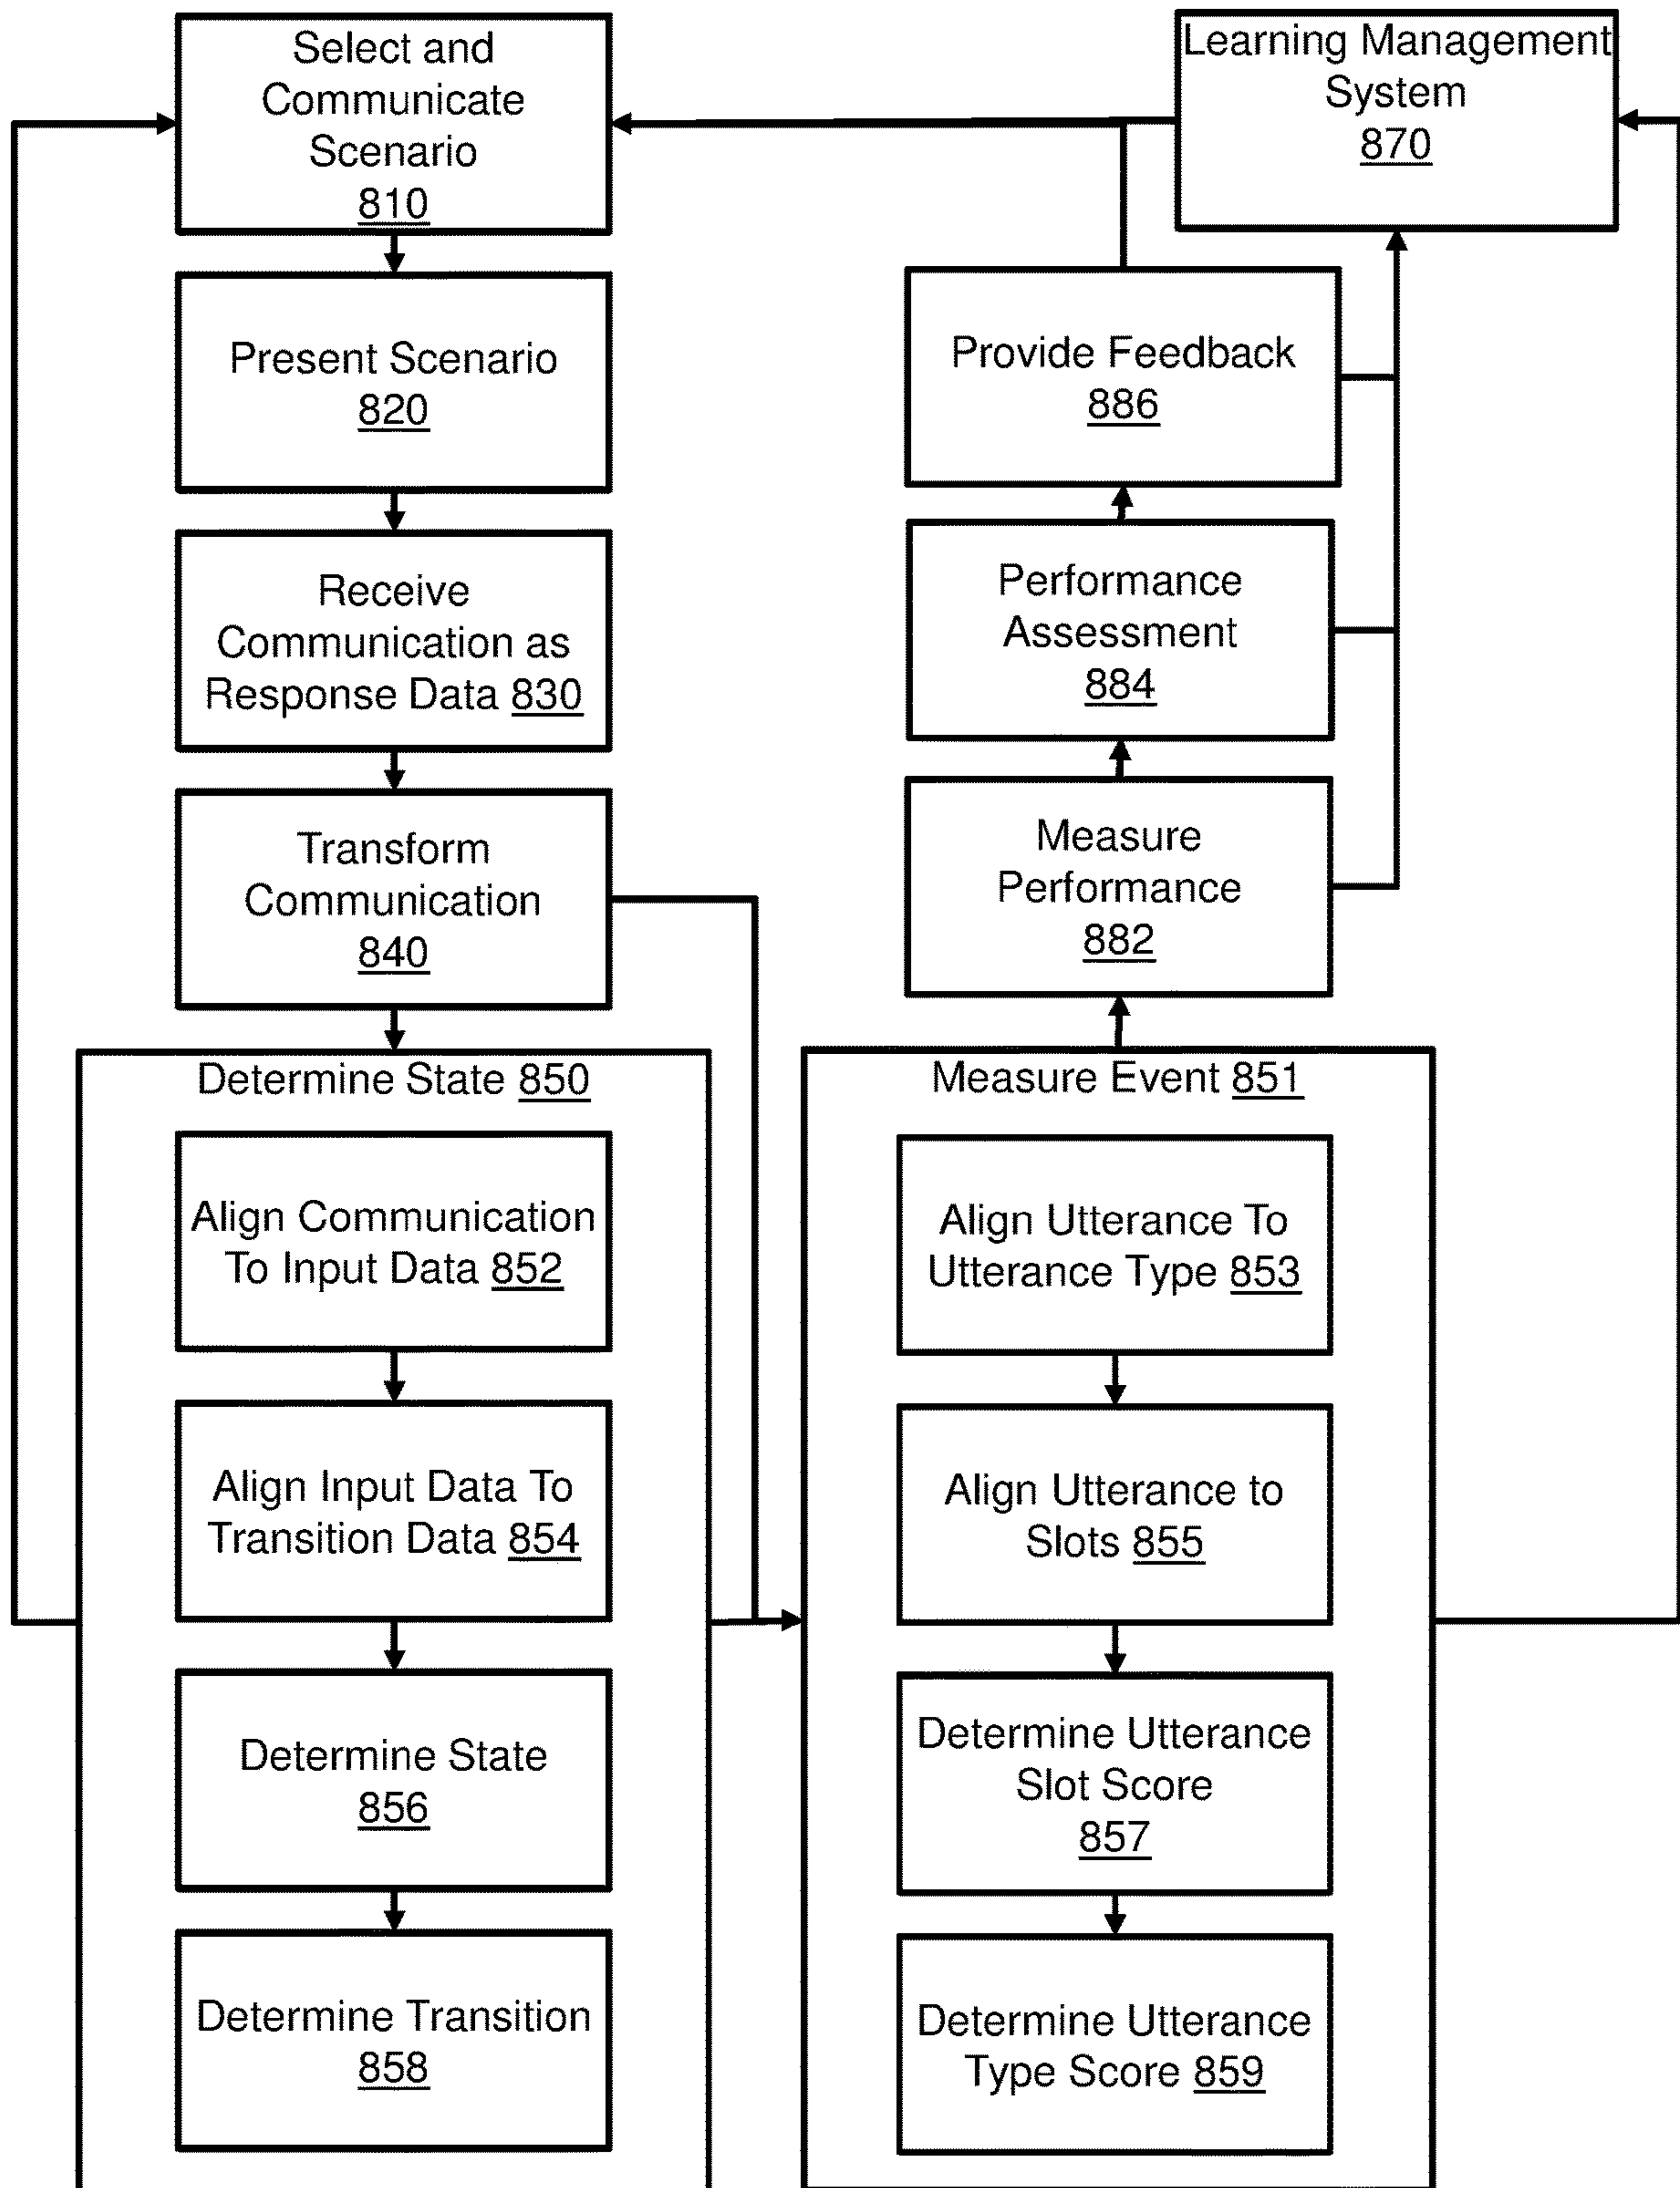 Select and
Communicate
Scenario
810
Present Scenario
820
Receive
Communication as
Response Data 830
Transform
Communication
840
Determine State 850
Align Communication
To Input Data 852
Align Input Data To
Transition Data 854
Determine State
856
Determine Transition
858
Learning Management
System
870
Provide Feedback
886
Performance
Assessment
884
Measure
Performance
882
Measure Event 851
Align Utterance To
Utterance Type 853
Align Utterance to
Slots 855
Determine Utterance
Slot Score
857
Determine Utterance
Type Score 859